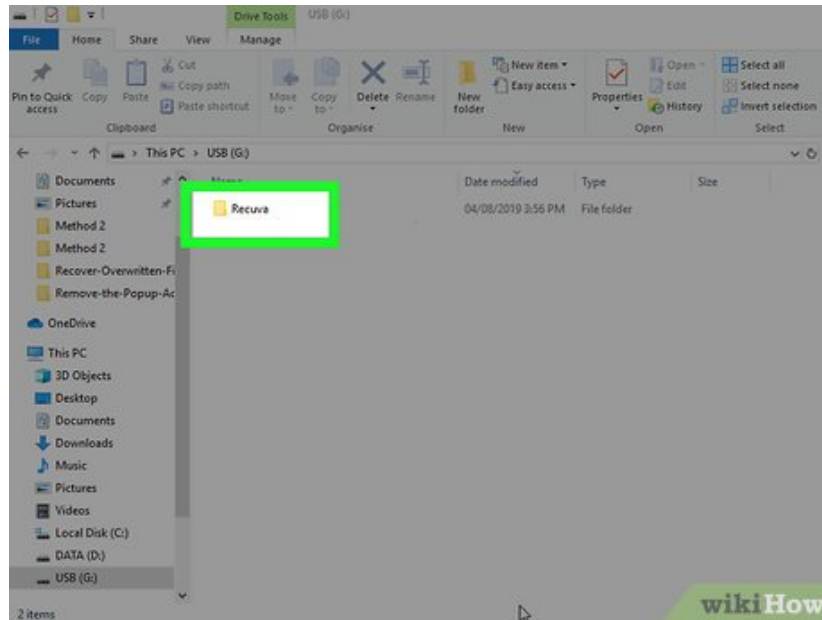 Drive Tools USB (G:)
File Home Share View Manage
Pin to Quick access Copy Paste Cut Copy path Paste shortcut Move to Copy to Delete Rename New folder New item Easy access Properties Open Edit History Select all Select none Invert selection
Clipboard Organise New Open Select
This PC > USB (G:)
Documents Name Date modified Type Size
Pictures Recuva 04/08/2019 3:56 PM File folder
Method 2
Method 2
Recover-Overwritten-Fi
Remove-the-Popup-Ac
OneDrive
This PC
3D Objects
Desktop
Documents
Downloads
Music
Pictures
Videos
Local Disk (C:)
DATA (D:)
USB (G:)
2 items
wikiHow